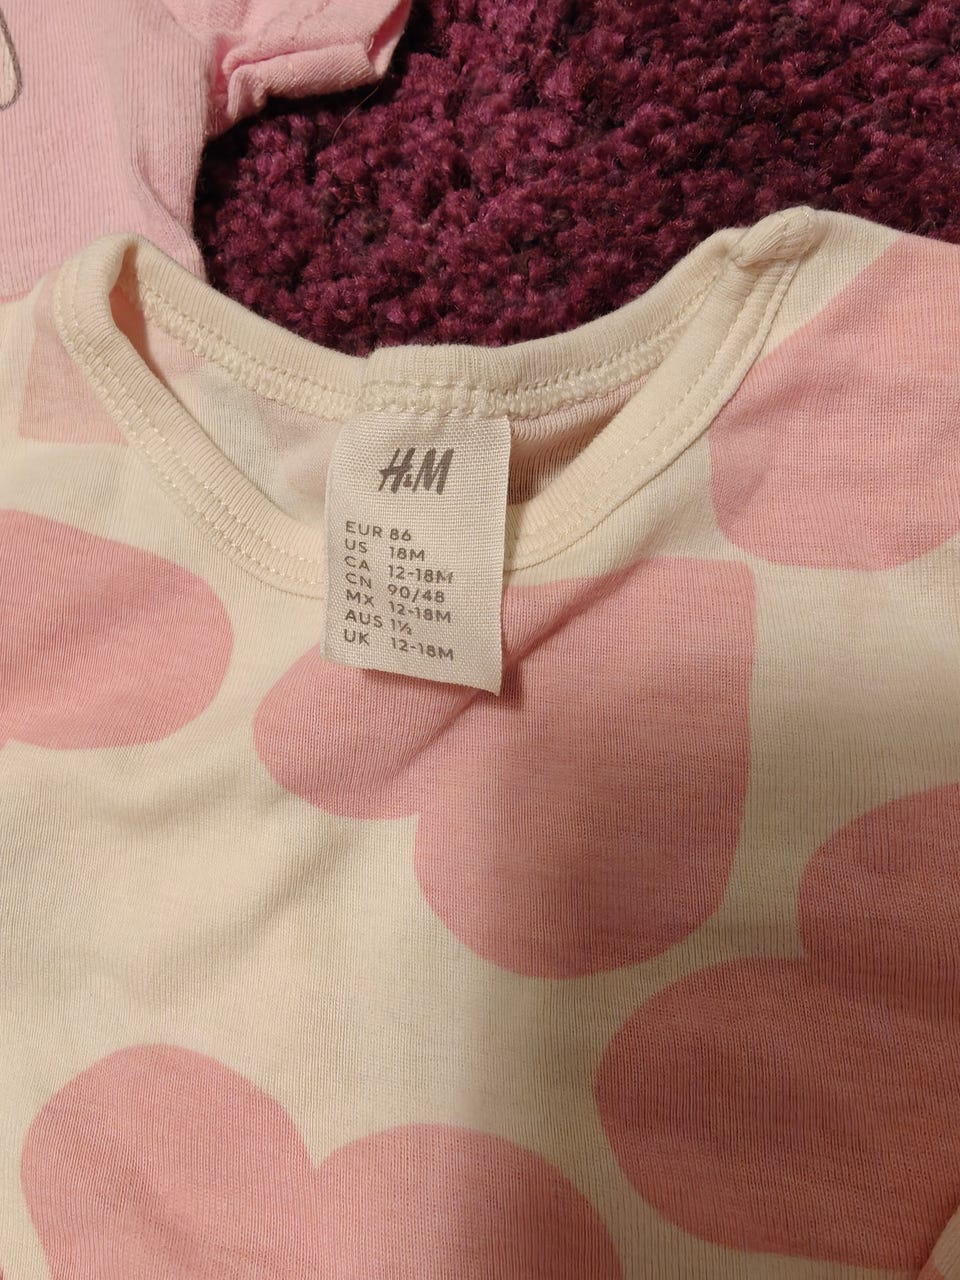 H&M
EUR 86
US 18M
CA 12-18M
CN 90/48
MX 12-18M
AUS 1½
UK 12-18M